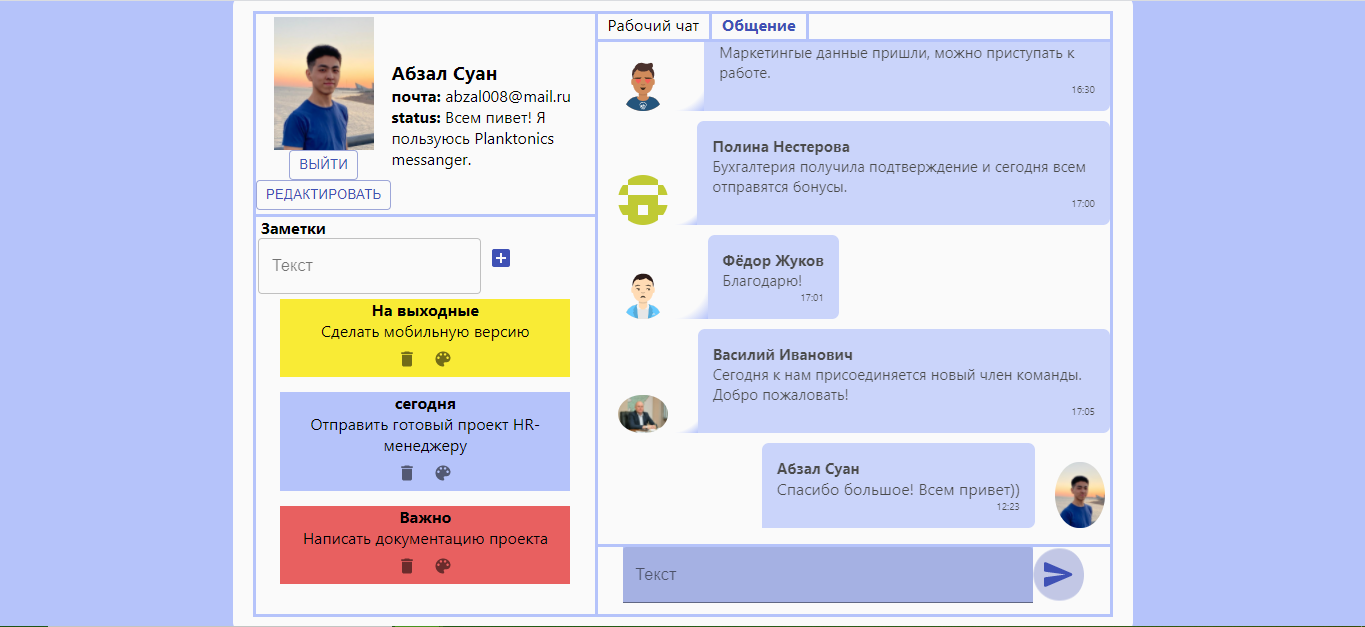 Абзал Суан
почта: abzal008@mail.ru
status: Всем пивет! Я
пользуюсь Planktonics
messanger.
ВЫЙТИ
РЕДАКТИРОВАТЬ
Заметки
Текст
На выходные
Сделать мобильную версию
сегодня
Отправить готовый проект HR-
менеджеру
Важно
Написать документацию проекта
Рабочий чат
Общение
Маркетингые данные пришли, можно приступать к
работе.
16:30
Полина Нестерова
Бухгалтерия получила подтверждение и сегодня всем
отправятся бонусы.
17:00
Фёдор Жуков
Благодарю!
17:01
Василий Иванович
Сегодня к нам присоединяется новый член команды.
Добро пожаловать!
17:05
Абзал Суан
Спасибо большое! Всем привет))
12:23
Текст